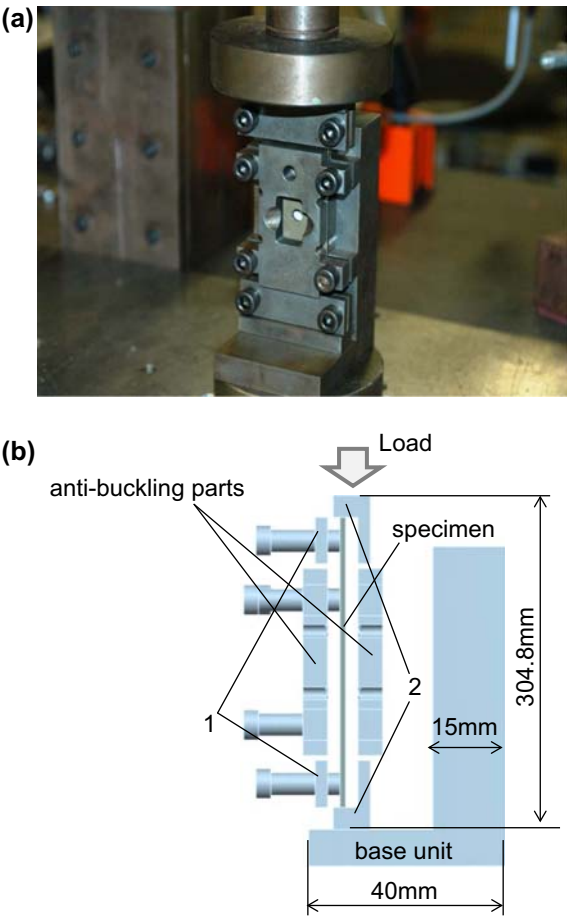 (a)
(b)
Load
anti-buckling parts
specimen
304.8mm
2
1
15mm
base unit
40mm